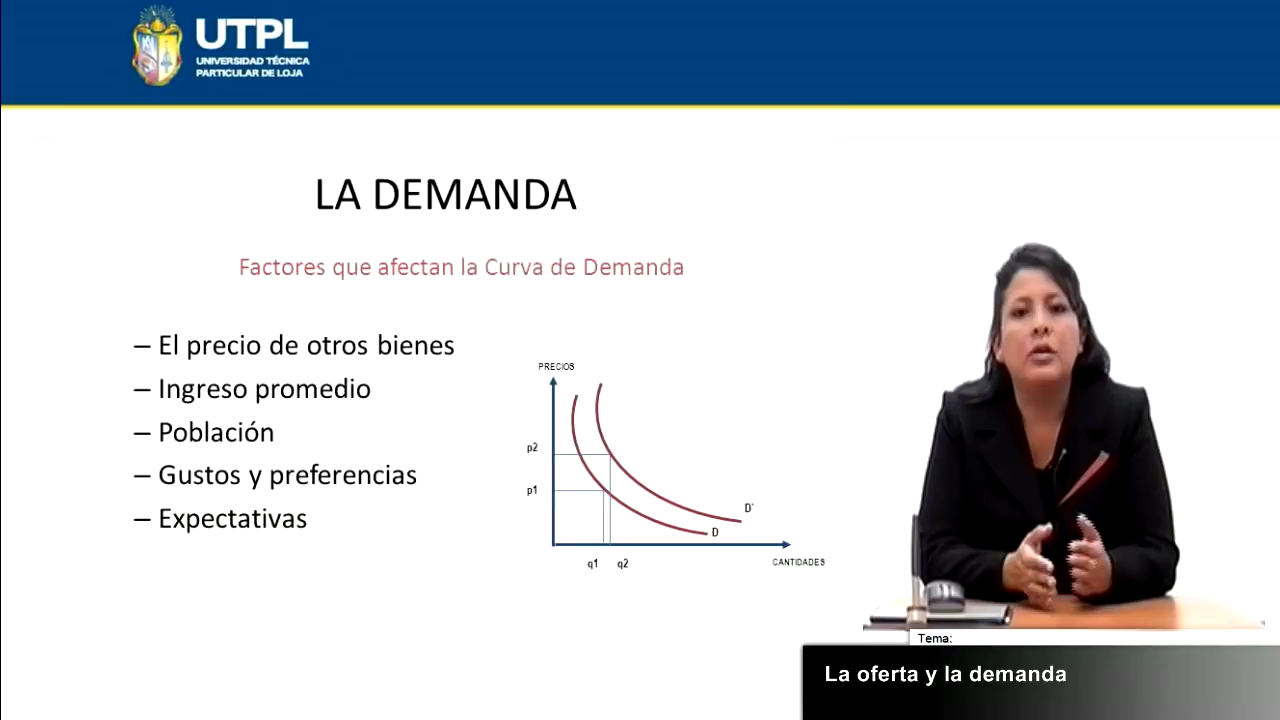 UTPL
UNIVERSIDAD TÉCNICA
PARTICULAR DE LOJA
LA DEMANDA
Factores que afectan la Curva de Demanda
– El precio de otros bienes
– Ingreso promedio
– Población
– Gustos y preferencias
– Expectativas
PRECIOS
p2
p1
D'
D
q1 q2
CANTIDADES
Tema:
La oferta y la demanda